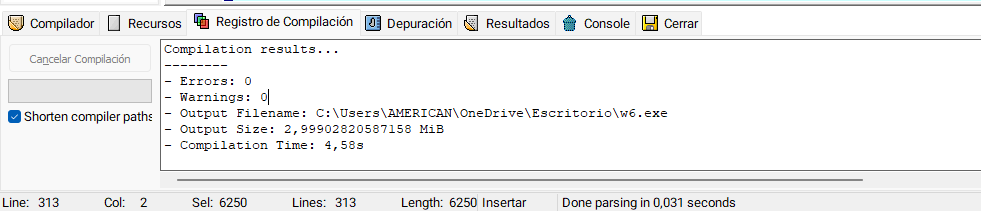 Compilador Recursos Registro de Compilación Depuración Resultados Console Cerrar
Cancelar Compilación
Shorten compiler paths
Compilation results...
--------
- Errors: 0
- Warnings: 0
- Output Filename: C:\Users\AMERICAN\OneDrive\Escritorio\w6.exe
- Output Size: 2,99902820587158 MiB
- Compilation Time: 4,58s
Line: 313 Col: 2 Sel: 6250 Lines: 313 Length: 6250 Insertar Done parsing in 0,031 seconds